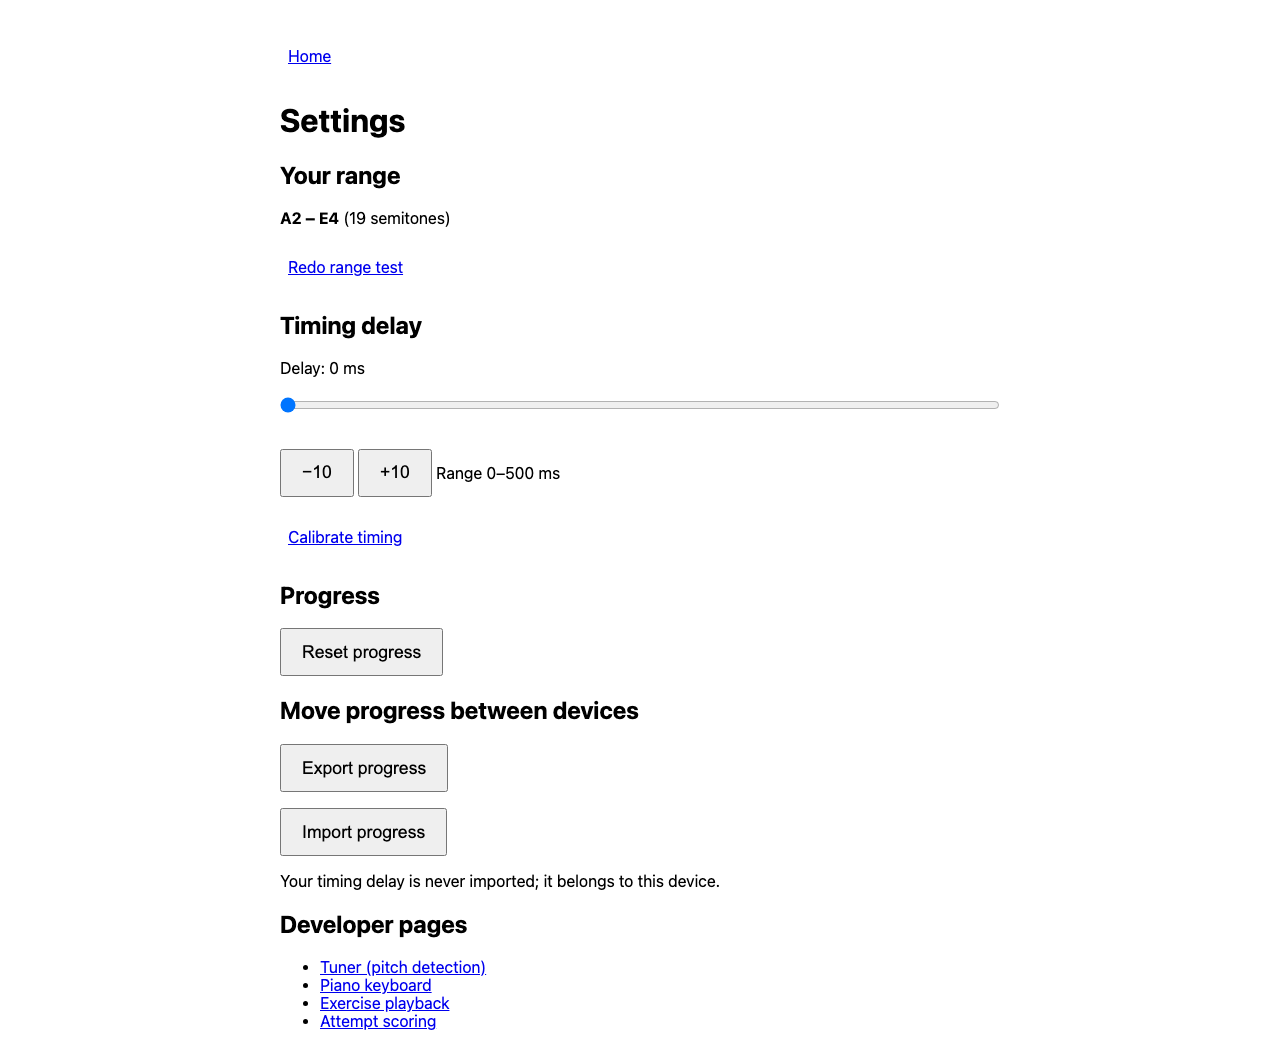 Home
Settings
Your range
A2 – E4 (19 semitones)
Redo range test
Timing delay
Delay: 0 ms
−10 +10 Range 0–500 ms
Calibrate timing
Progress
Reset progress
Move progress between devices
Export progress
Import progress
Your timing delay is never imported; it belongs to this device.
Developer pages
• Tuner (pitch detection)
• Piano keyboard
• Exercise playback
• Attempt scoring